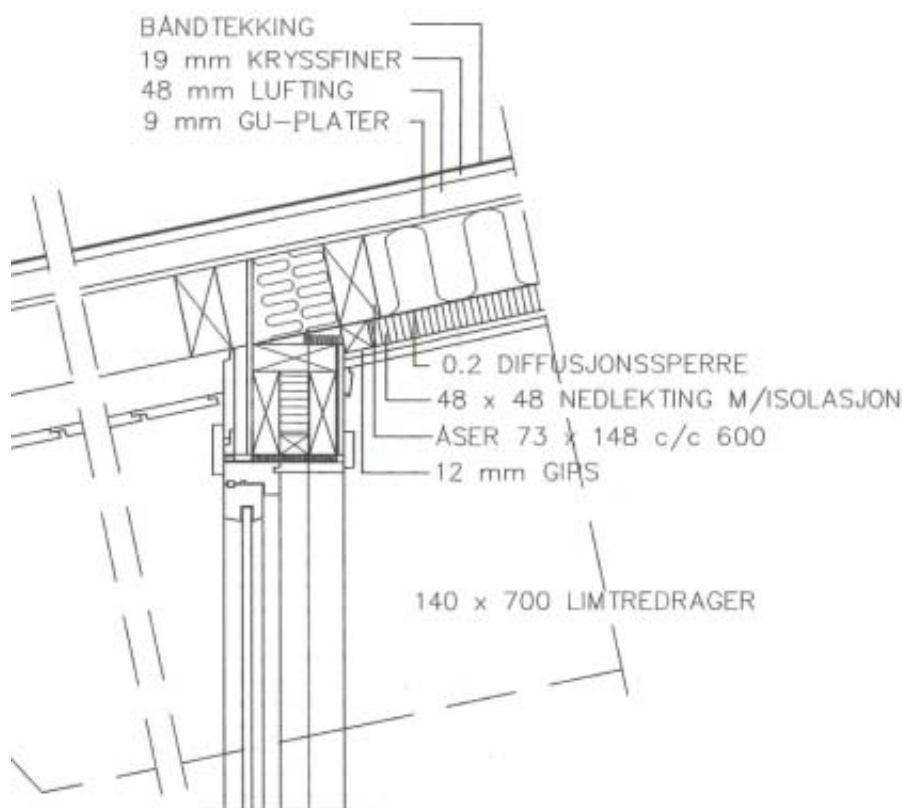 BÅNDTEKKING
19 mm KRYSSFINER
48 mm LUFTING
9 mm GU-PLATER
0.2 DIFFUSJONSSPERRE
48 x 48 NEDLEKTING M/ISOLASJON
ÅSER 73 x 148 c/c 600
12 mm GIPS
140 x 700 LIMTREDRAGER